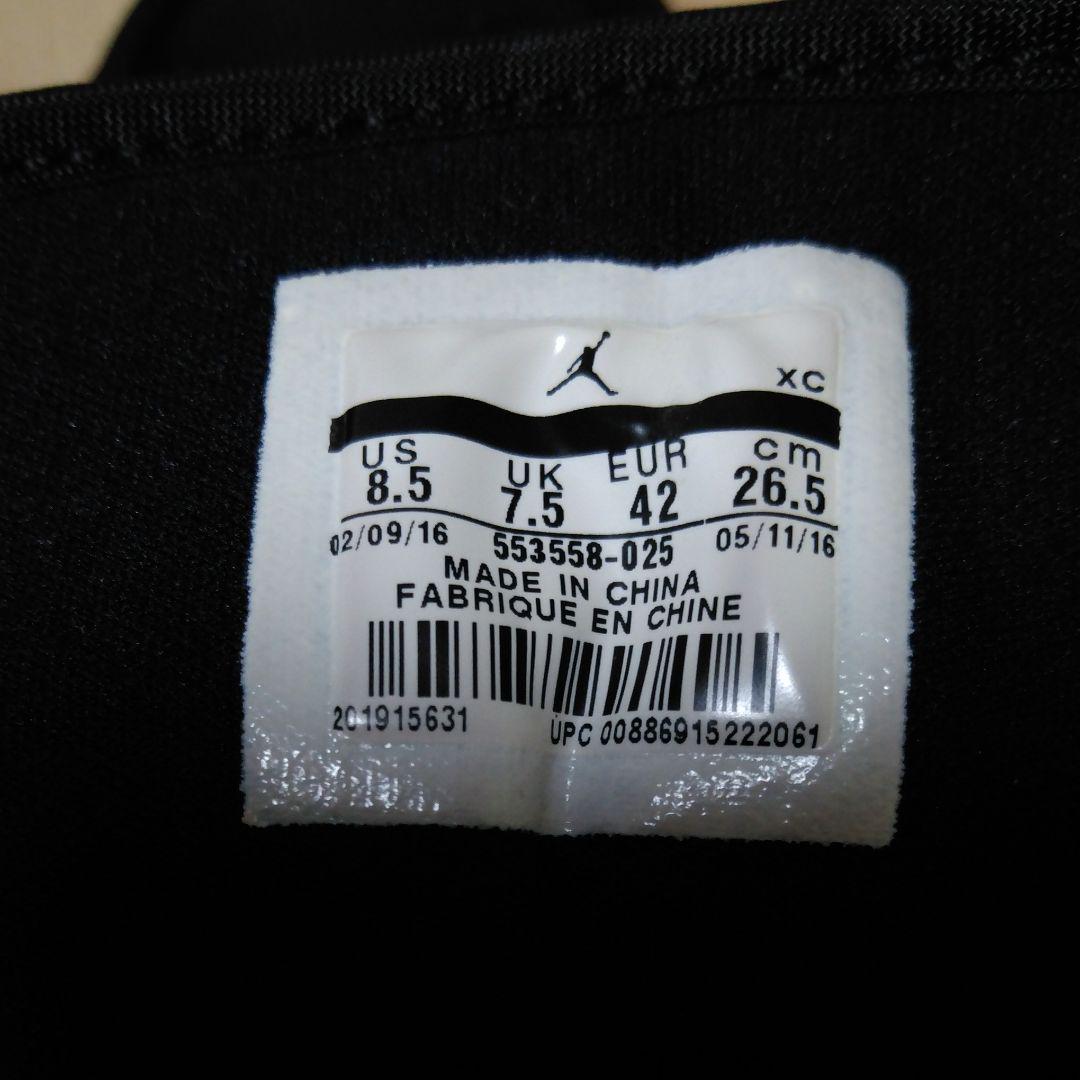 XC
US UK EUR cm
8.5 7.5 42 26.5
02/09/16 553558-025 05/11/16
MADE IN CHINA
FABRIQUE EN CHINE
201915631 UPC 00886915222061